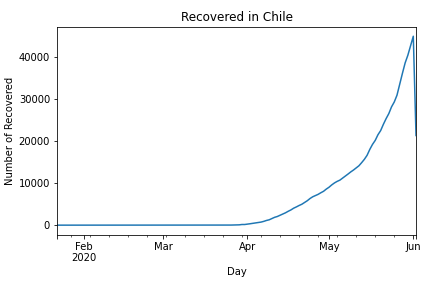 Recovered in Chile
Number of Recovered
40000
30000
20000
10000
0
Feb
2020
Mar
Apr
May
Jun
Day